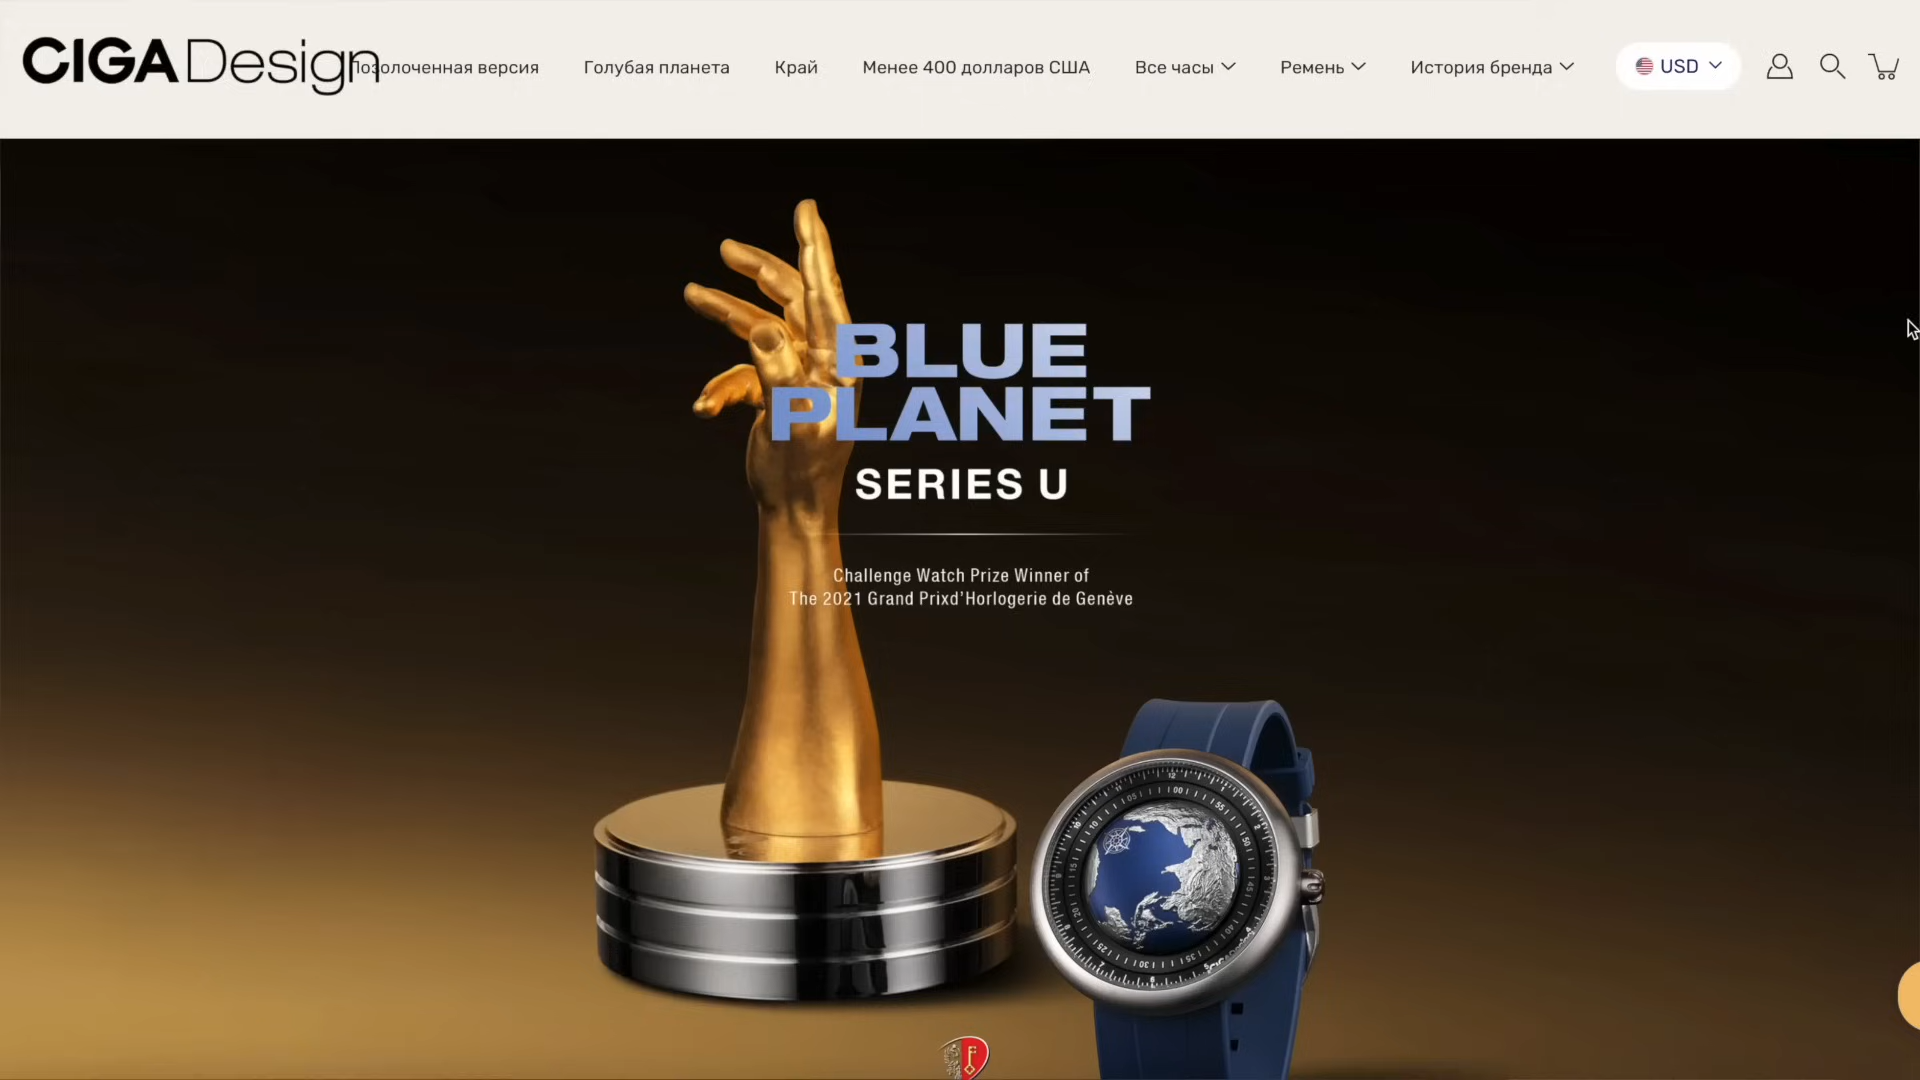 CIGA Design
Позолоченная версия
Голубая планета
Край
Менее 400 долларов США
Все часы
Ремень
История бренда
USD
BLUE
PLANET
SERIES U
Challenge Watch Prize Winner of
The 2021 Grand Prixd'Horlogerie de Genève